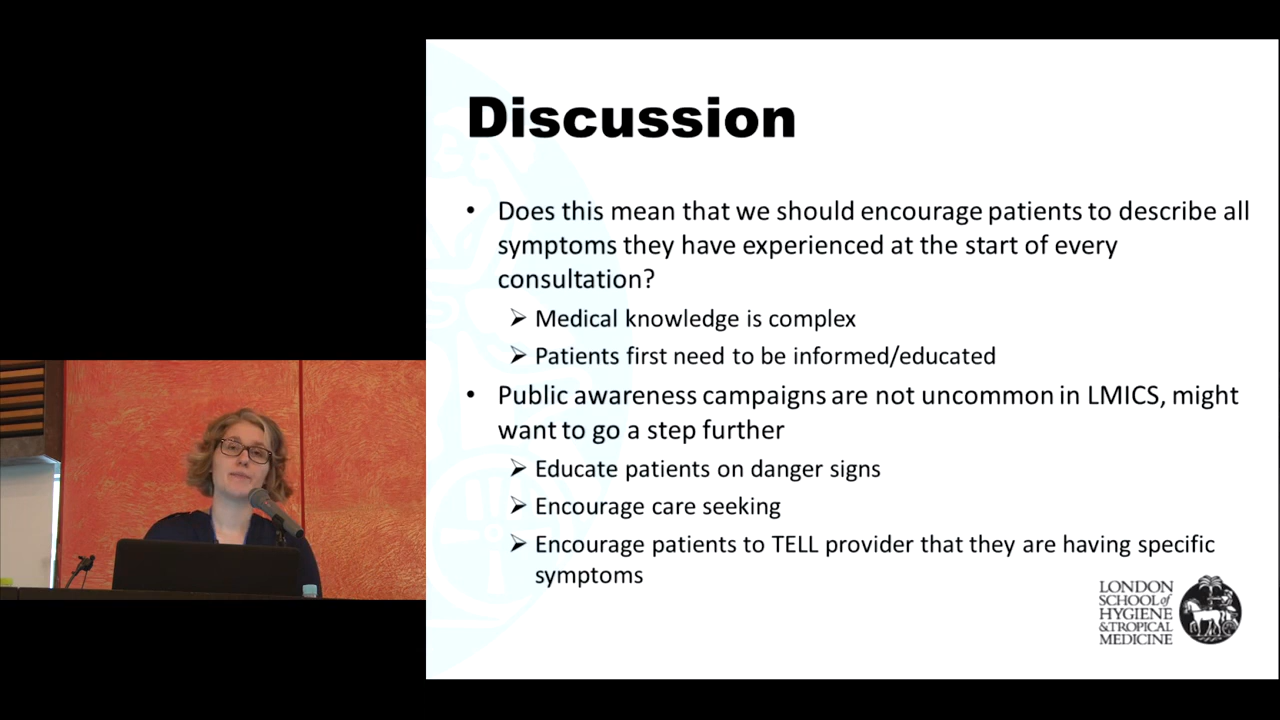 Discussion
• Does this mean that we should encourage patients to describe all
symptoms they have experienced at the start of every
consultation?
➢ Medical knowledge is complex
➢ Patients first need to be informed/educated
• Public awareness campaigns are not uncommon in LMICS, might
want to go a step further
➢ Educate patients on danger signs
➢ Encourage care seeking
➢ Encourage patients to TELL provider that they are having specific
symptoms
LONDON
SCHOOL of
HYGIENE
& TROPICAL
MEDICINE